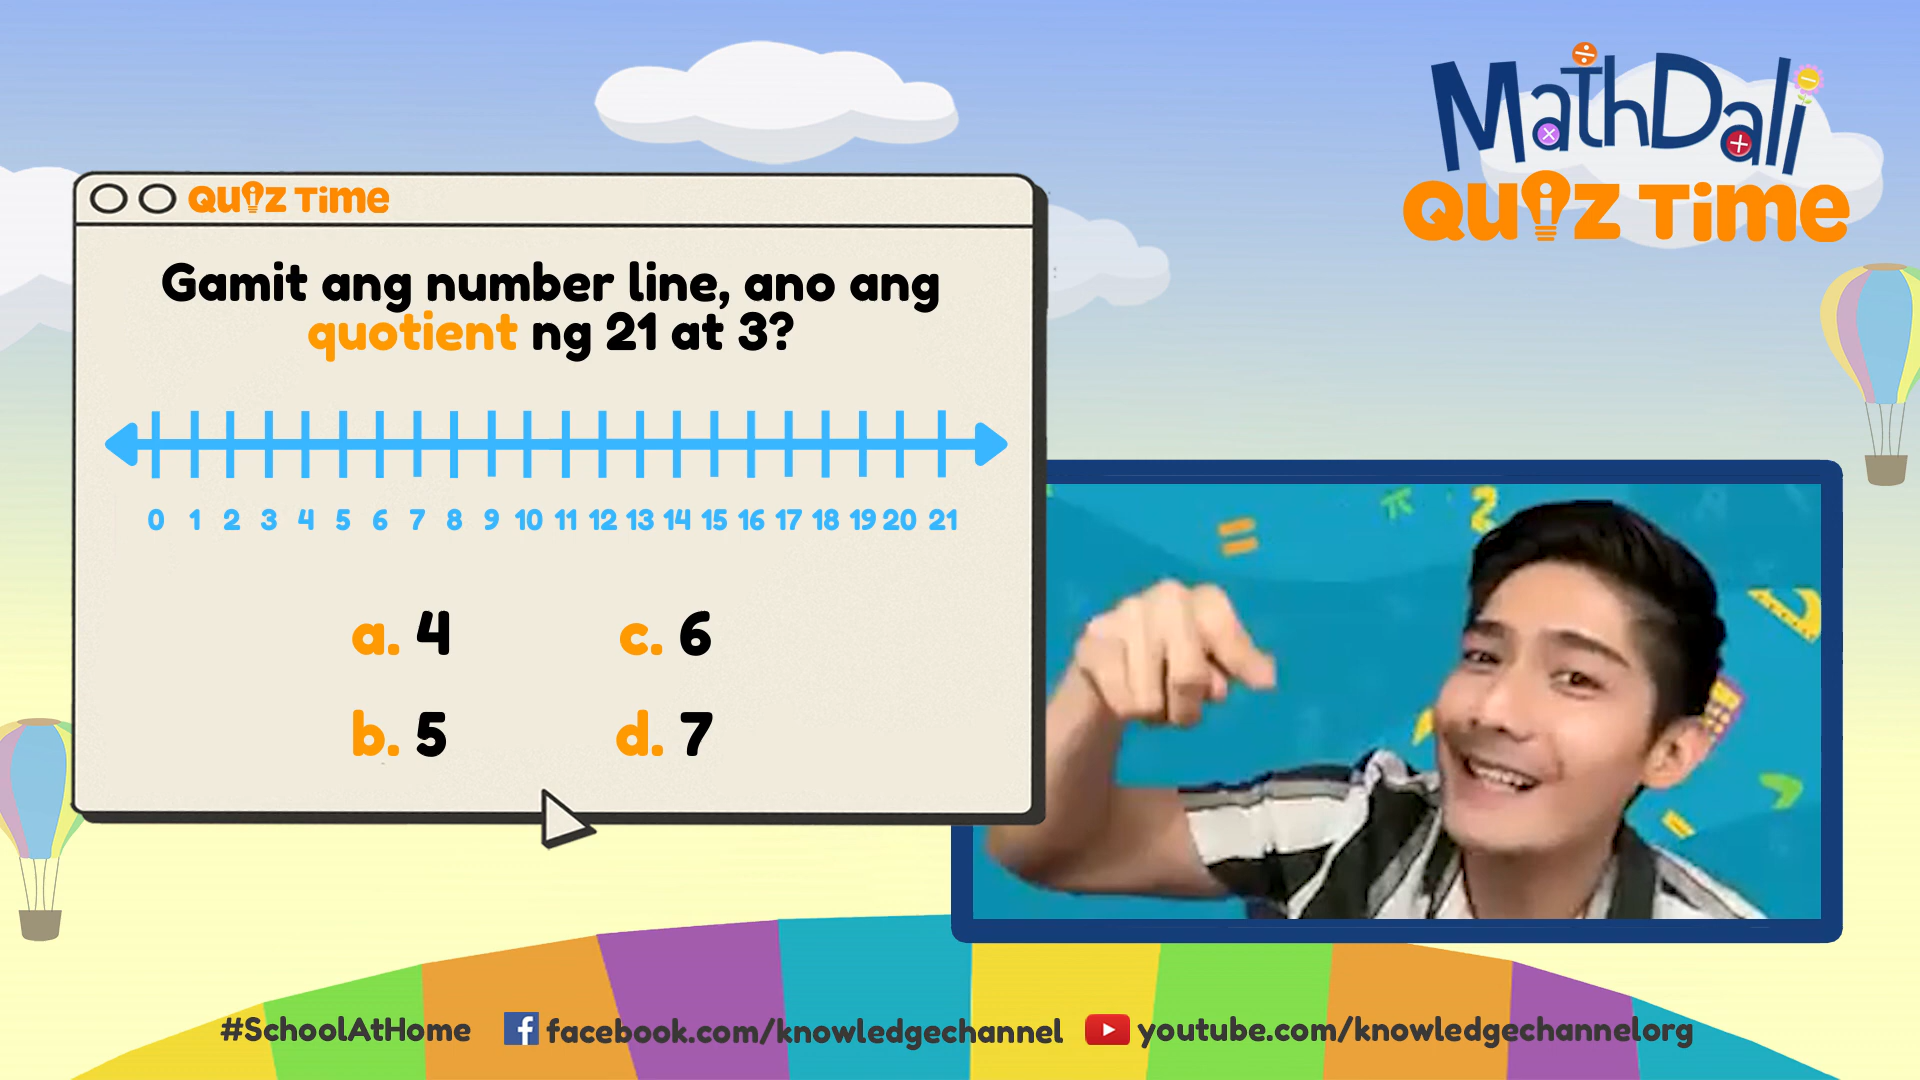 MathDali
QUIZ TIME
QUIZ TIME
Gamit ang number line, ano ang
quotient ng 21 at 3?
0 1 2 3 4 5 6 7 8 9 10 11 12 13 14 15 16 17 18 19 20 21
a. 4 c. 6
b. 5 d. 7
#SchoolAtHome facebook.com/knowledgechannel youtube.com/knowledgechannelorg